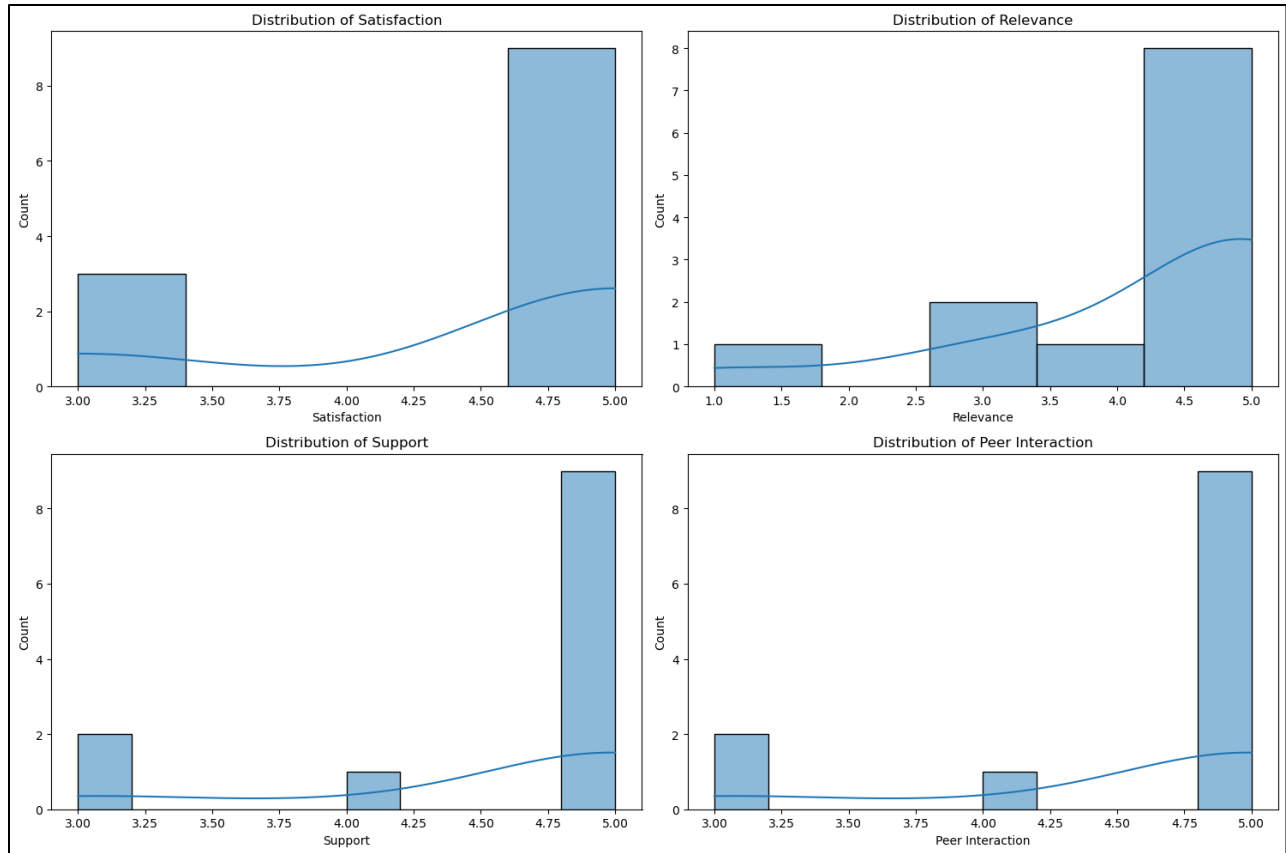 Distribution of Satisfaction
Count
8
6
4
2
0
3.00 3.25 3.50 3.75 4.00 4.25 4.50 4.75 5.00
Satisfaction
Distribution of Relevance
Count
8
7
6
5
4
3
2
1
0
1.0 1.5 2.0 2.5 3.0 3.5 4.0 4.5 5.0
Relevance
Distribution of Support
Count
8
6
4
2
0
3.00 3.25 3.50 3.75 4.00 4.25 4.50 4.75 5.00
Support
Distribution of Peer Interaction
Count
8
6
4
2
0
3.00 3.25 3.50 3.75 4.00 4.25 4.50 4.75 5.00
Peer Interaction